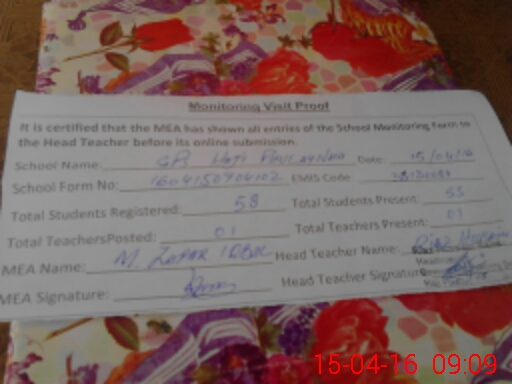 Monitoring Visit Proof
It is certified that the MEA has shown all entries of the School Monitoring Form to
the Head Teacher before its online submission.
School Name: Date: 15/04/16
School Form No: EMIS Code:
Total Students Registered: 58 Total Students Present: 55
Total TeachersPosted: 01 Total Teachers Present: 01
MEA Name: M. Zafar Iqbal Head Teacher Name:
MEA Signature: Head Teacher Signature
15-04-16 09:09